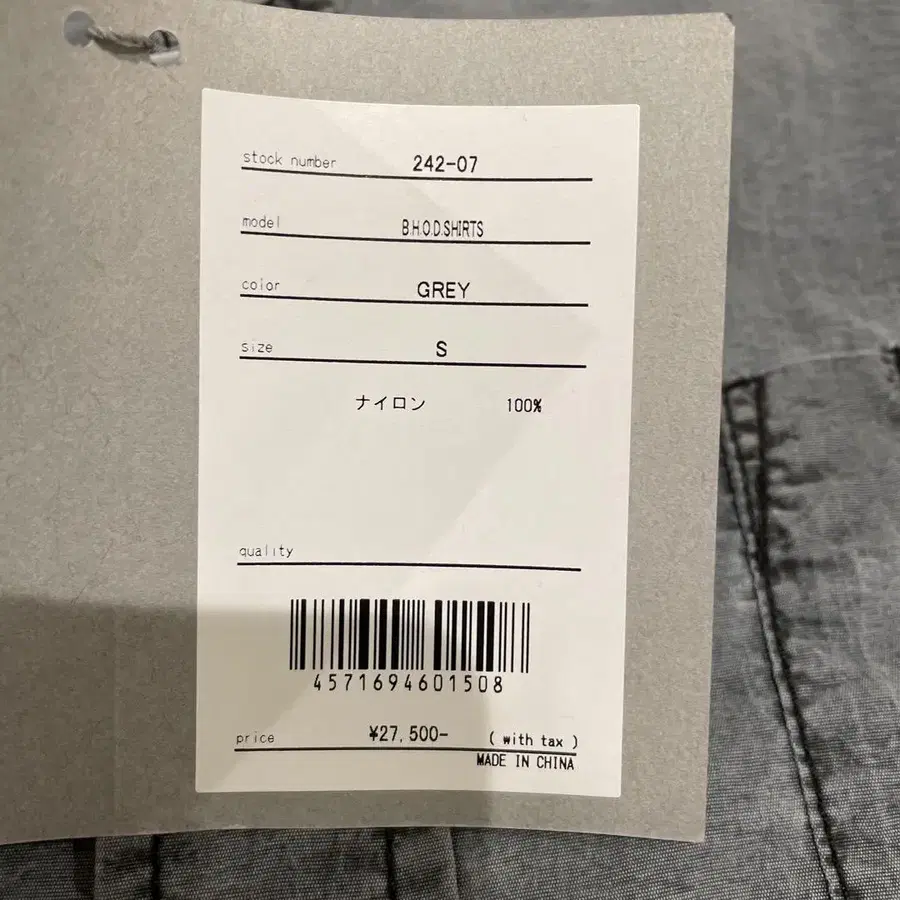 stock number 242-07
model B.H.O.D.SHIRTS
color GREY
size S
ナイロン 100%
quality
4571694601508
price ¥27,500- ( with tax )
MADE IN CHINA